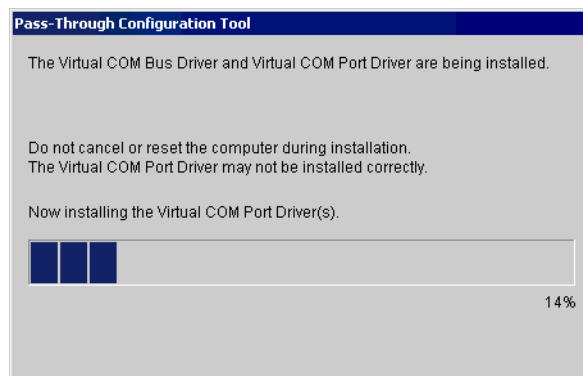 Pass-Through Configuration Tool
The Virtual COM Bus Driver and Virtual COM Port Driver are being installed.
Do not cancel or reset the computer during installation.
The Virtual COM Port Driver may not be installed correctly.
Now installing the Virtual COM Port Driver(s).
14%